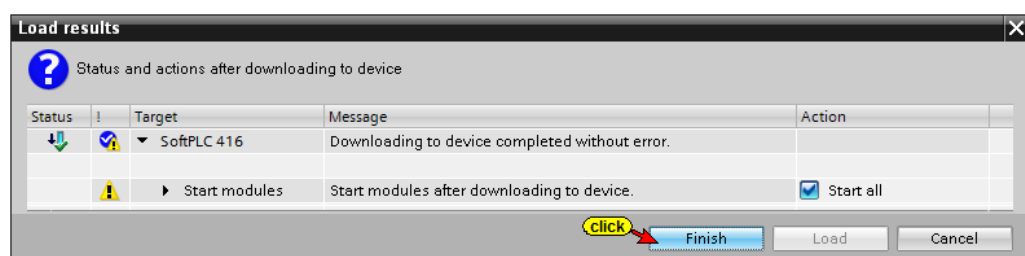 Load results
Status and actions after downloading to device
Status ! Target Message Action
SoftPLC 416 Downloading to device completed without error.
Start modules Start modules after downloading to device. Start all
click
Finish Load Cancel